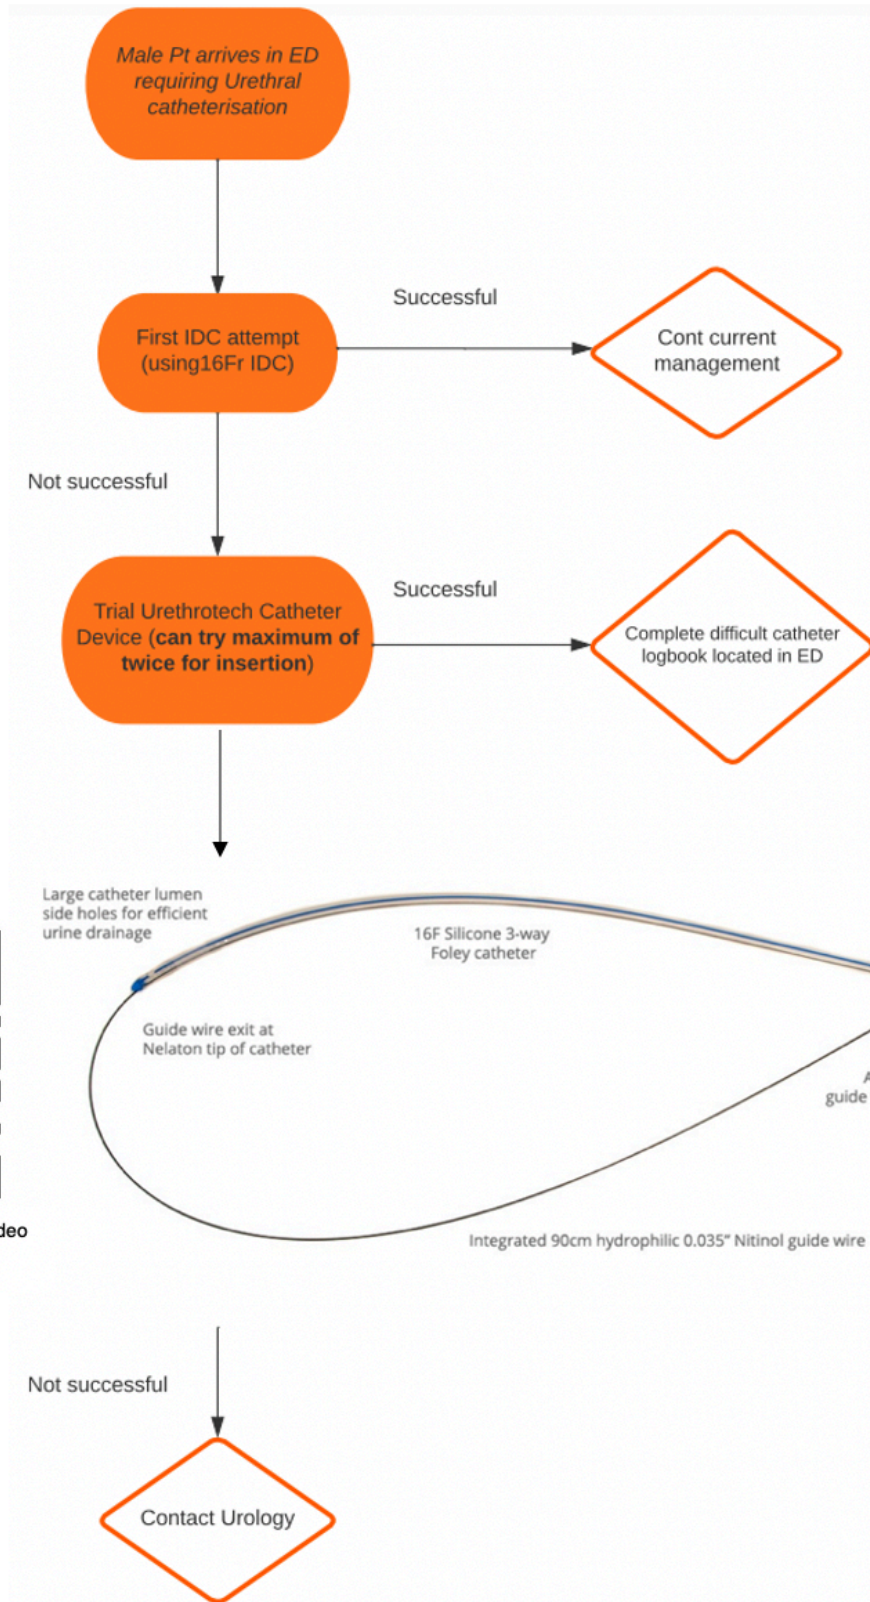 Male Pt arrives in ED
requiring Urethral
catheterisation
First IDC attempt
(using16Fr IDC)
Successful
Cont current
management
Not successful
Trial Urethrotech Catheter
Device (can try maximum of
twice for insertion)
Successful
Complete difficult catheter
logbook located in ED
Large catheter lumen
side holes for efficient
urine drainage
16F Silicone 3-way
Foley catheter
Guide wire exit at
Nelaton tip of catheter
guide
Integrated 90cm hydrophilic 0.035" Nitinol guide wire
Not successful
Contact Urology